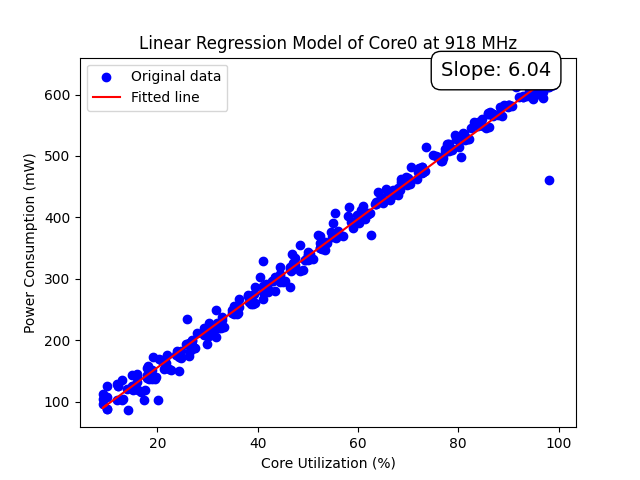 Linear Regression Model of Core0 at 918 MHz
Slope: 6.04
Original data
Fitted line
600
500
400
300
200
100
Power Consumption (mW)
20 40 60 80 100
Core Utilization (%)